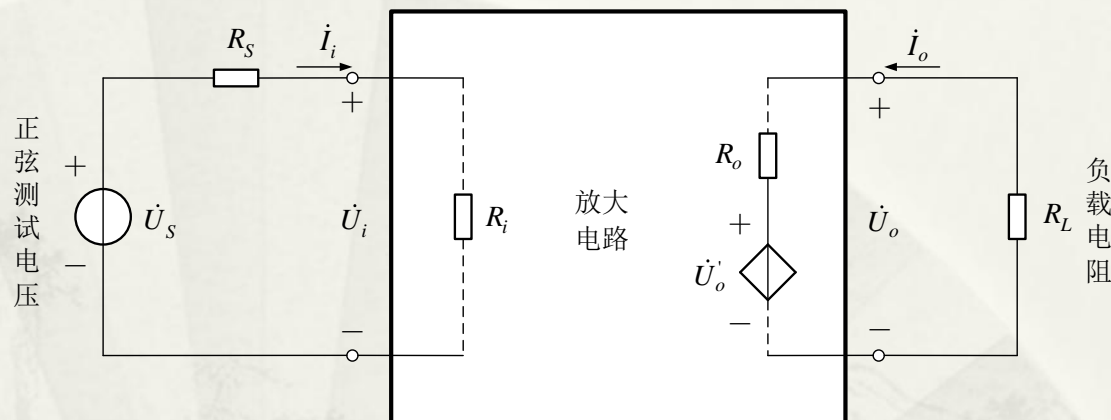 正弦测试电压
+
−
U̇_S
R_S
İ_i
+
U̇_i
−
R_i
放大
电路
R_o
+
U̇_o'
−
İ_o
+
U̇_o
−
R_L
负载电阻